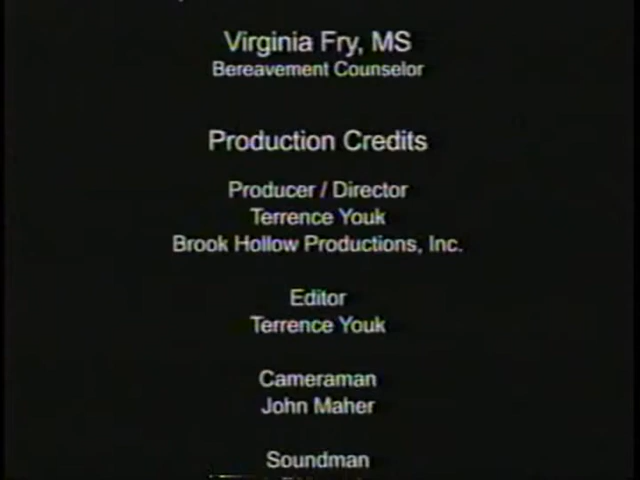 Virginia Fry, MS
Bereavement Counselor
Production Credits
Producer / Director
Terrence Youk
Brook Hollow Productions, Inc.
Editor
Terrence Youk
Cameraman
John Maher
Soundman